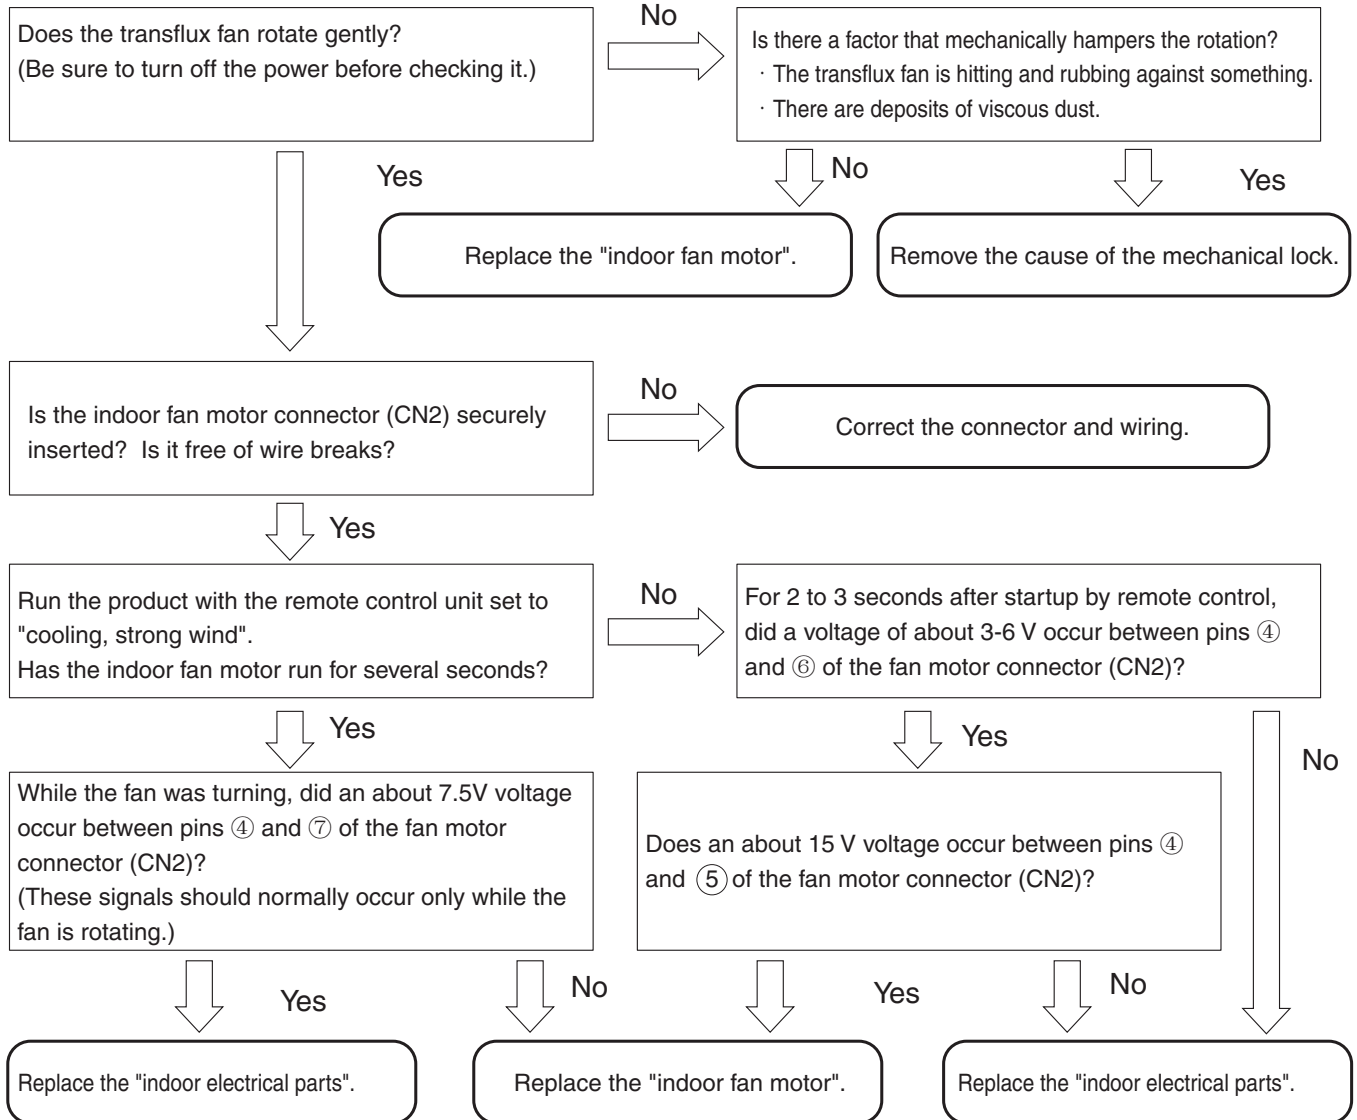 Does the transflux fan rotate gently?
(Be sure to turn off the power before checking it.)
No
Is there a factor that mechanically hampers the rotation?
· The transflux fan is hitting and rubbing against something.
· There are deposits of viscous dust.
Yes
No
Yes
Replace the "indoor fan motor".
Remove the cause of the mechanical lock.
Is the indoor fan motor connector (CN2) securely
inserted? Is it free of wire breaks?
No
Correct the connector and wiring.
Yes
Run the product with the remote control unit set to
"cooling, strong wind".
Has the indoor fan motor run for several seconds?
No
For 2 to 3 seconds after startup by remote control,
did a voltage of about 3-6 V occur between pins ④
and ⑥ of the fan motor connector (CN2)?
Yes
Yes
No
While the fan was turning, did an about 7.5V voltage
occur between pins ④ and ⑦ of the fan motor
connector (CN2)?
(These signals should normally occur only while the
fan is rotating.)
Does an about 15 V voltage occur between pins ④
and ⑤ of the fan motor connector (CN2)?
Yes
No
Yes
No
Replace the "indoor electrical parts".
Replace the "indoor fan motor".
Replace the "indoor electrical parts".